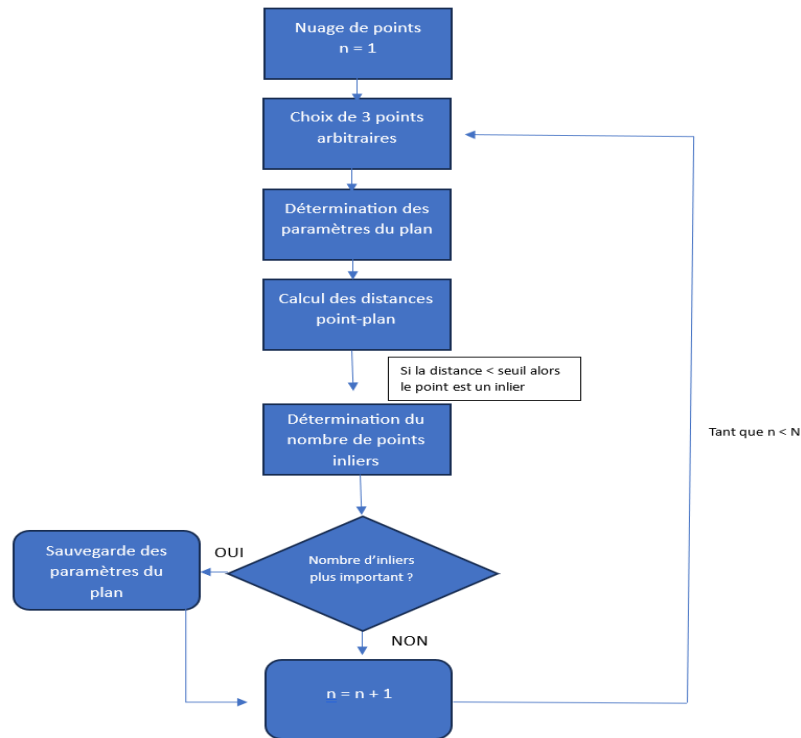 Nuage de points
n = 1
Choix de 3 points
arbitraires
Détermination des
paramètres du plan
Calcul des distances
point-plan
Si la distance < seuil alors
le point est un inlier
Détermination du
nombre de points
inliers
Tant que n < N
Nombre d'inliers
plus important ?
OUI
Sauvegarde des
paramètres du
plan
NON
n = n + 1